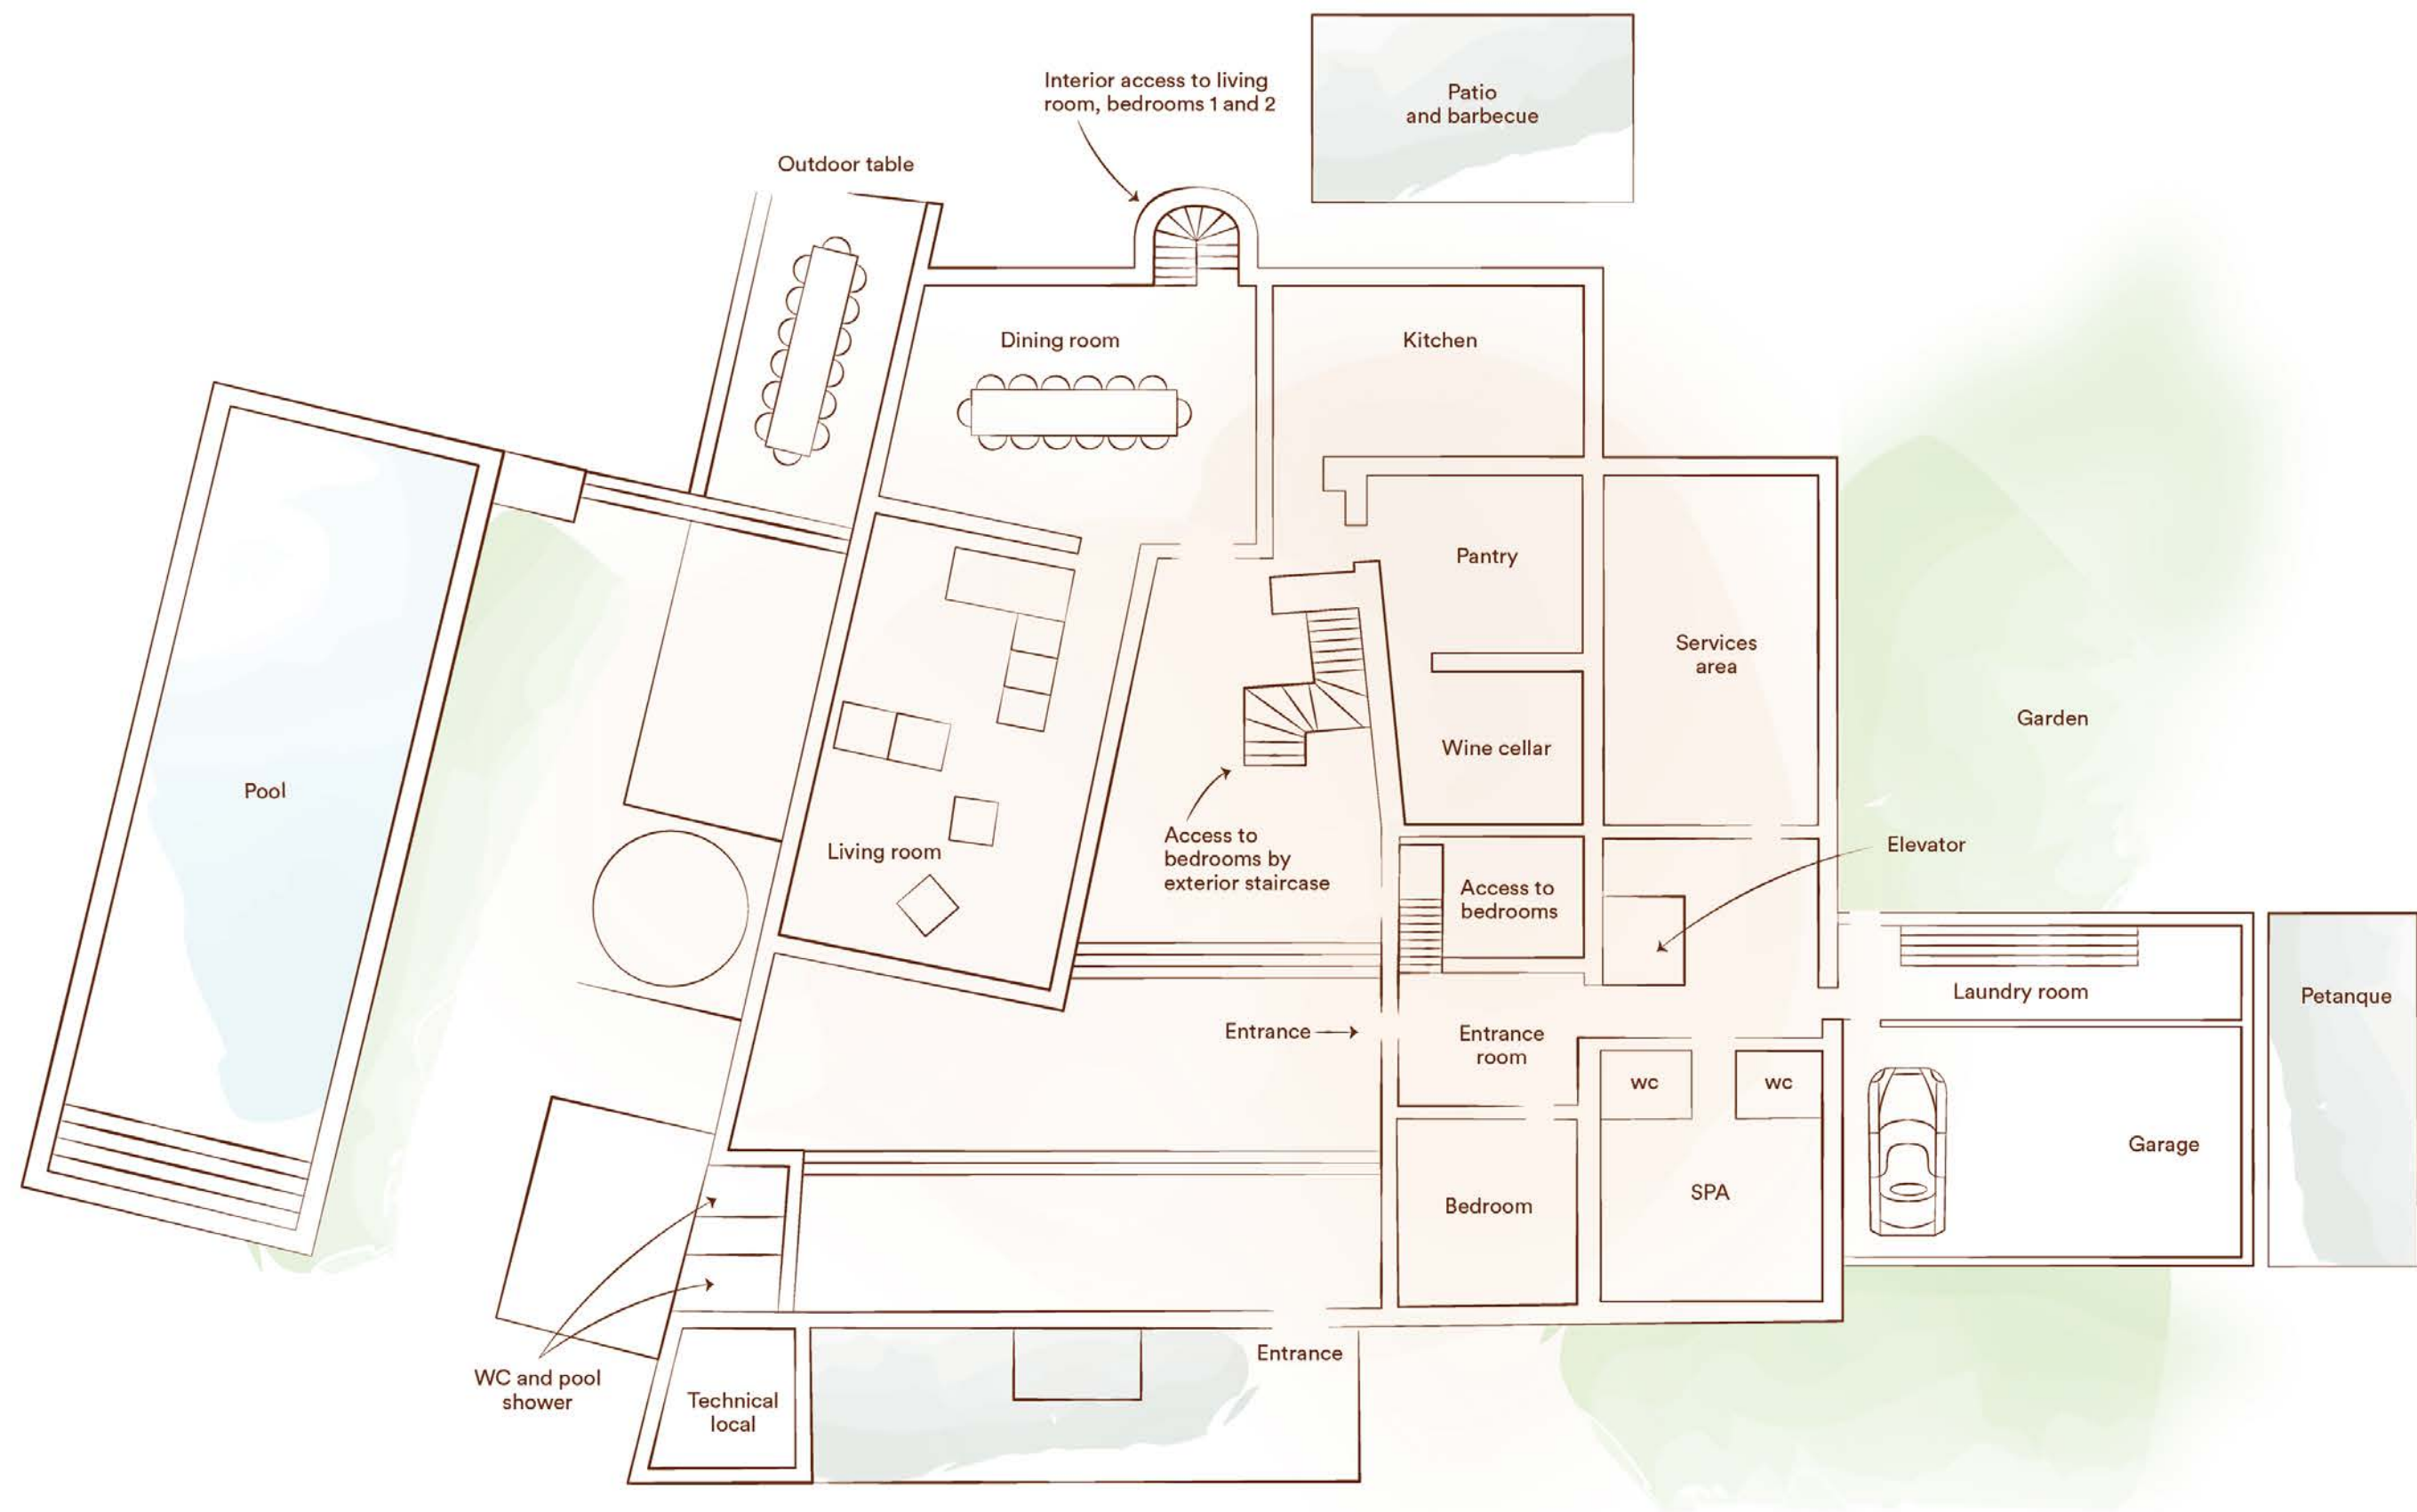 Patio
and barbecue
Interior access to living
room, bedrooms 1 and 2
Outdoor table
Dining room
Kitchen
Pantry
Services
area
Garden
Wine cellar
Pool
Living room
Access to
bedrooms by
exterior staircase
Elevator
Access to
bedrooms
Laundry room
Petanque
Entrance
Entrance
room
WC
WC
Garage
SPA
Bedroom
Entrance
WC and pool
shower
Technical
local